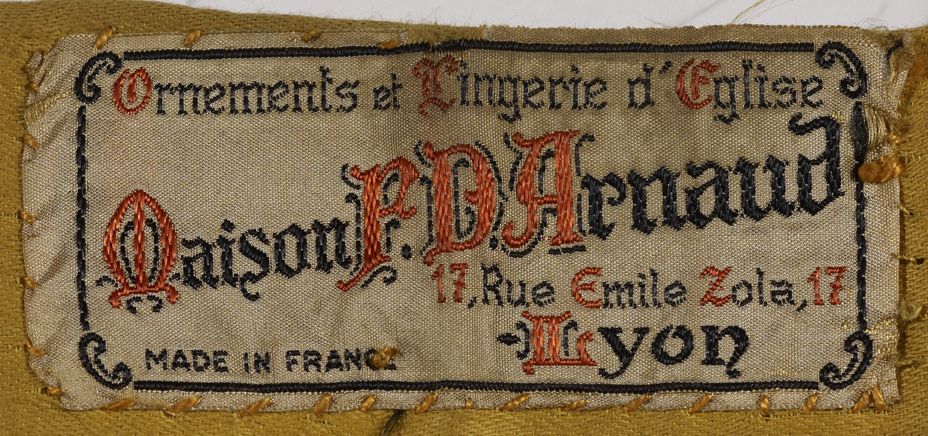 Ornements et Lingerie d'Eglise
Maison F. D. Arnaud
17, Rue Emile Zola, 17
Lyon
MADE IN FRANCE